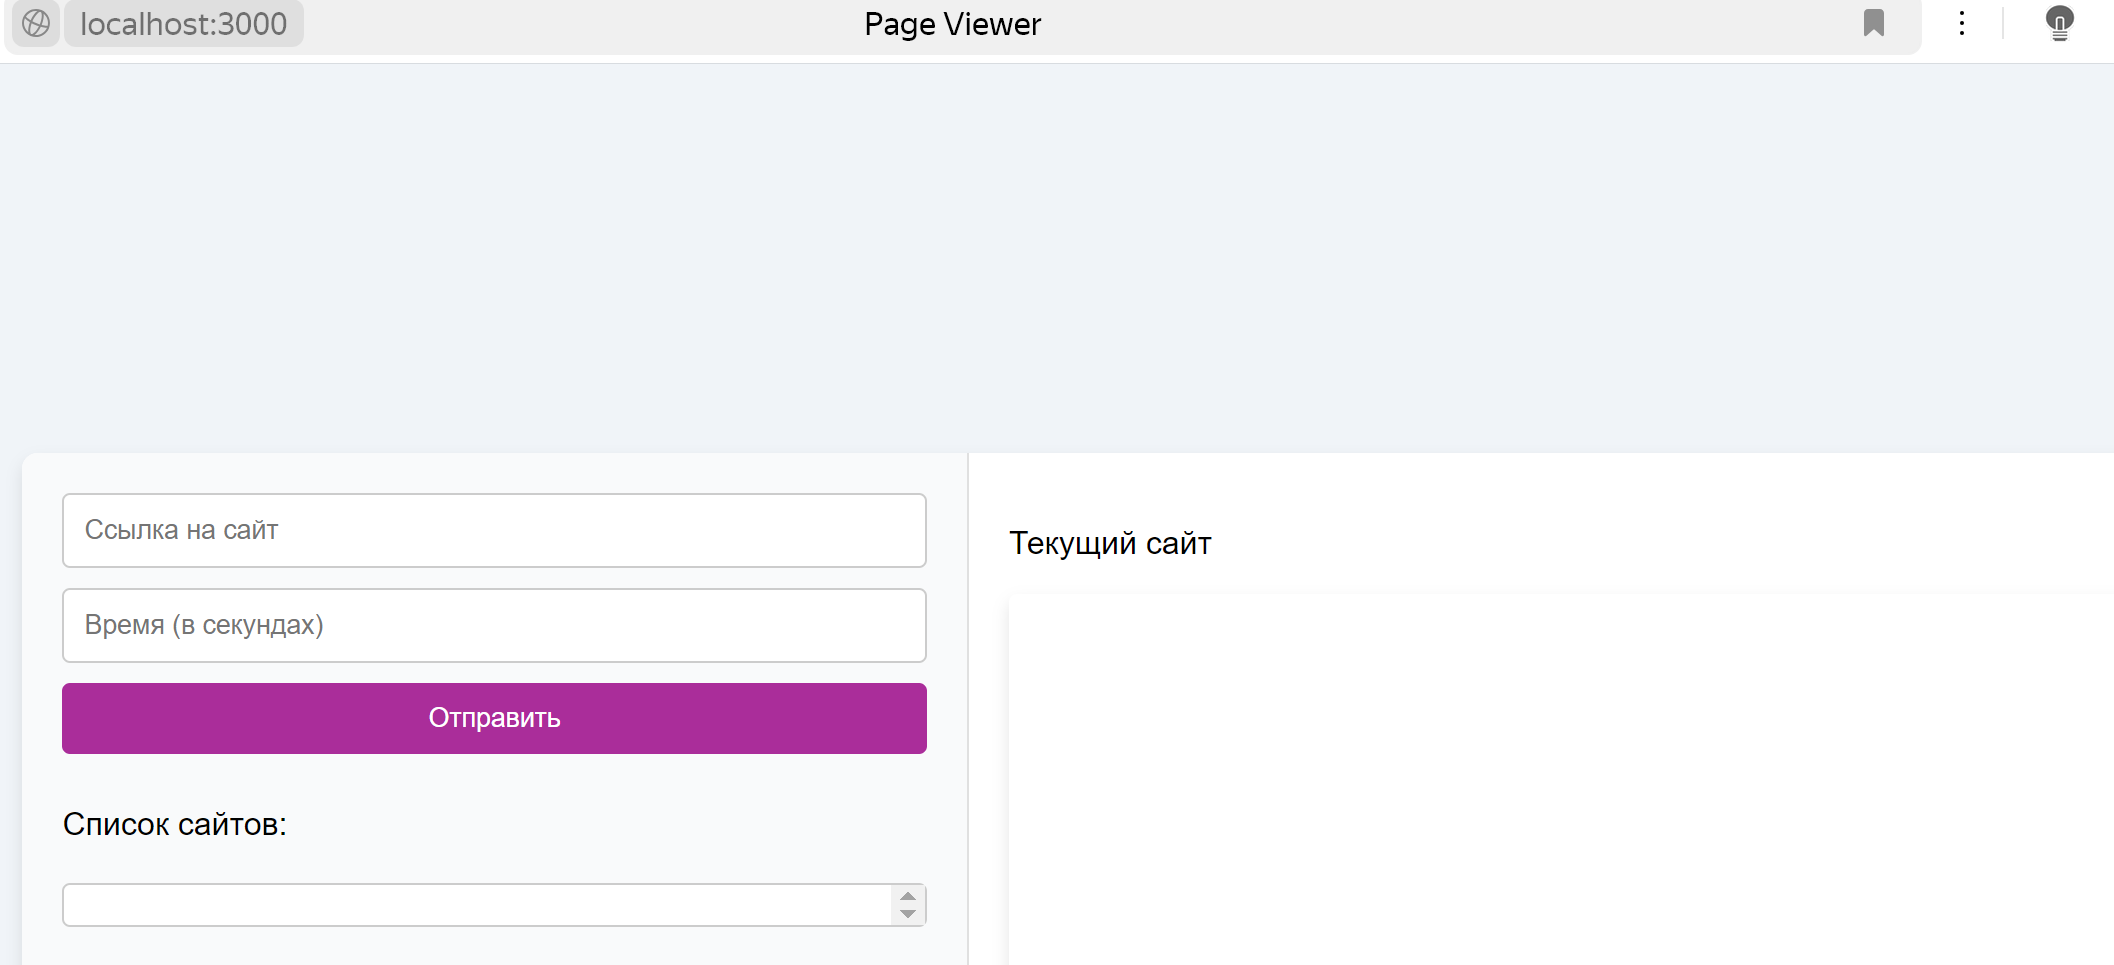 localhost:3000
Page Viewer
Ссылка на сайт
Время (в секундах)
Отправить
Список сайтов:
Текущий сайт